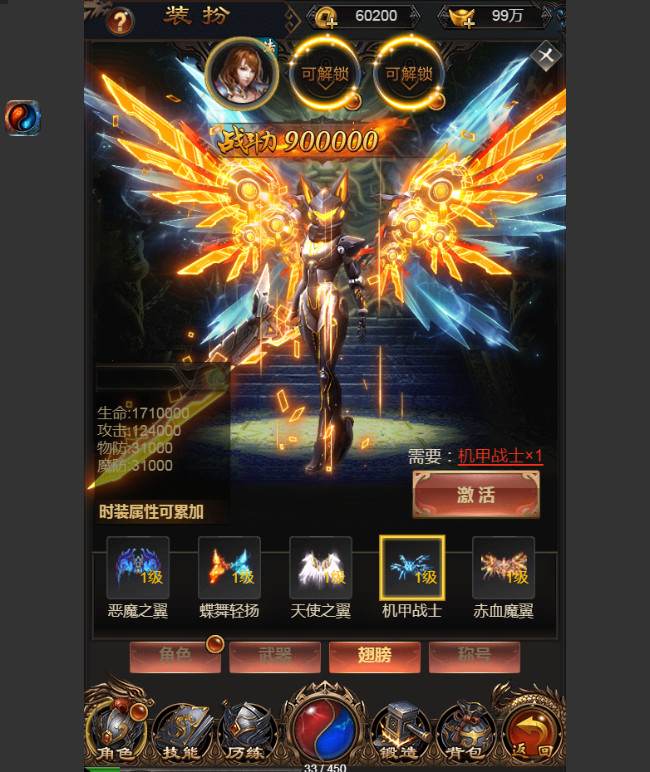 装扮
60200
99万
法
可解锁
可解锁
战斗力 900000
生命:1710000
攻击:124000
物防:31000
魔防:31000
时装属性可累加
需要：机甲战士×1
激活
1级
1级
1级
1级
1级
恶魔之翼
蝶舞轻扬
天使之翼
机甲战士
赤血魔翼
角色
武器
翅膀
称号
角色
技能
历练
锻造
背包
返回
33/450